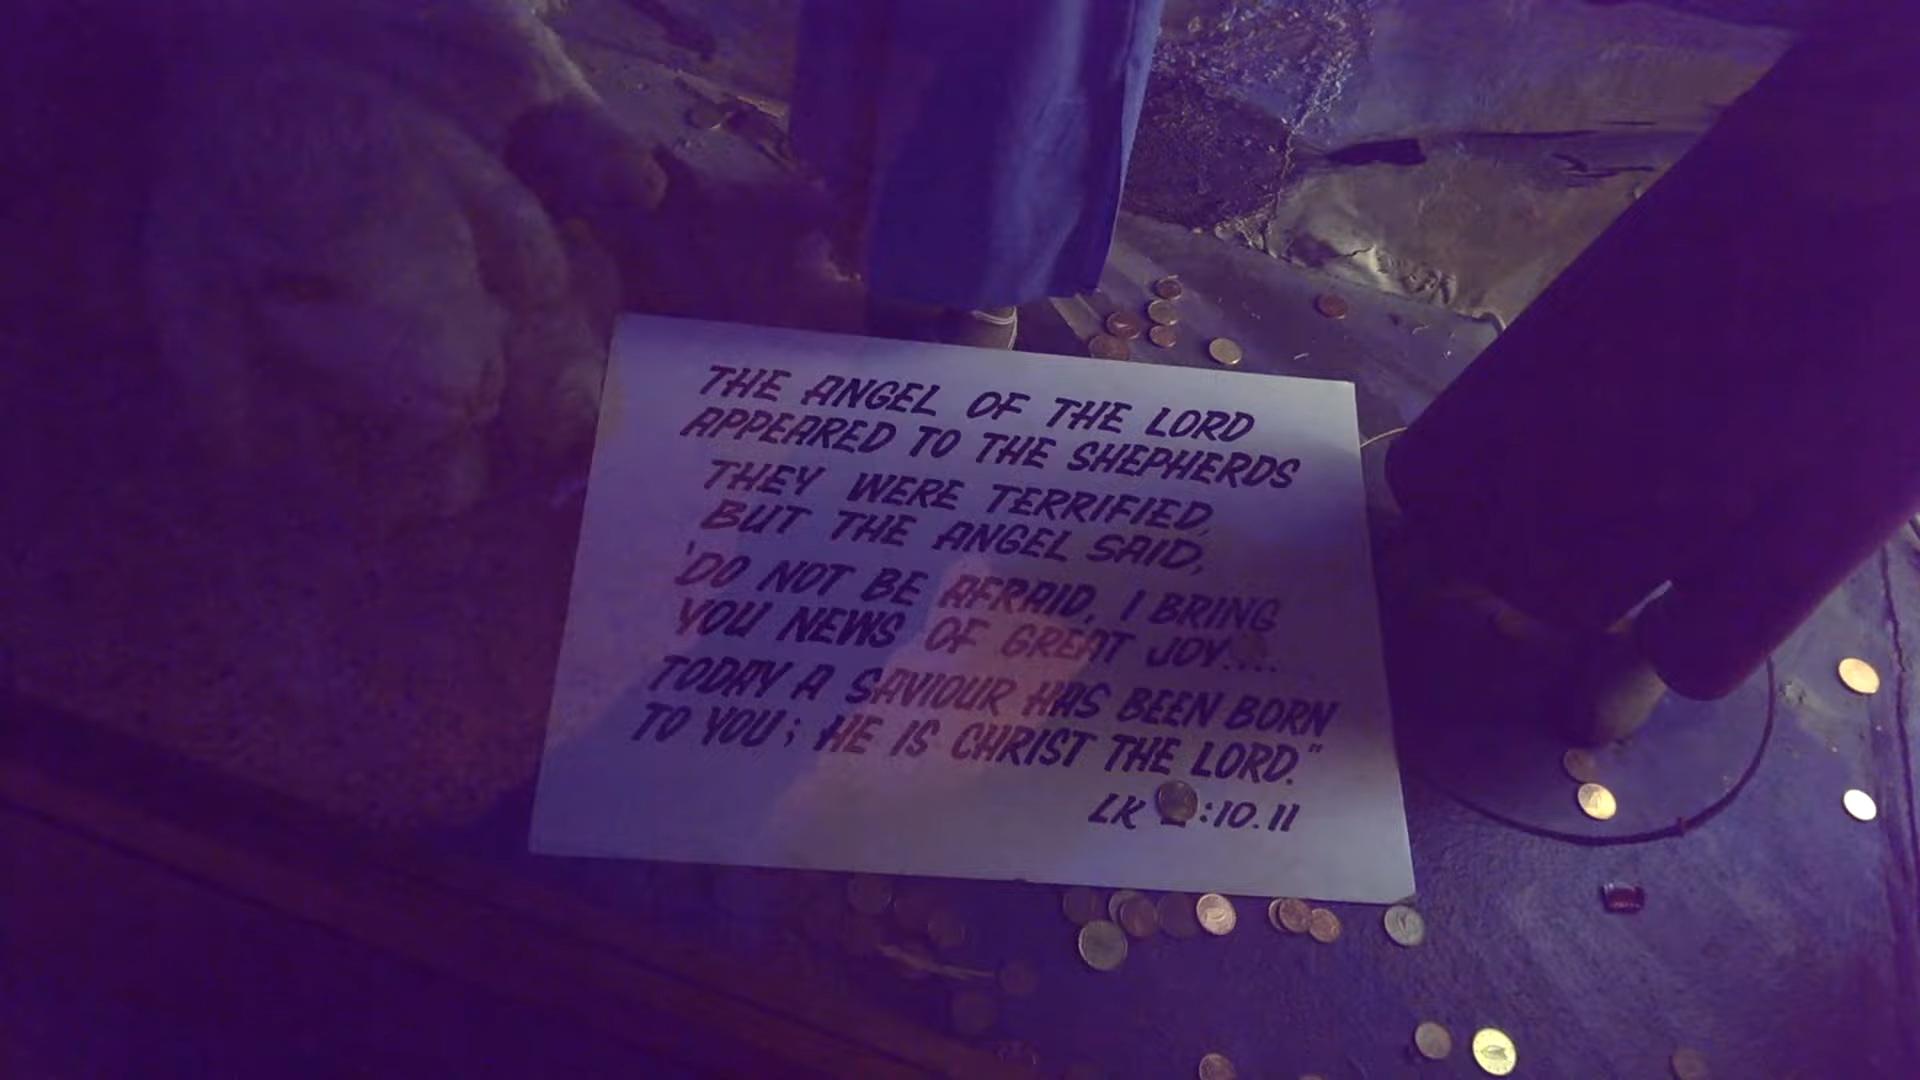 THE ANGEL OF THE LORD
APPEARED TO THE SHEPHERDS
THEY WERE TERRIFIED,
BUT THE ANGEL SAID,
'DO NOT BE AFRAID, I BRING
YOU NEWS OF GREAT JOY....
TODAY A SAVIOUR HAS BEEN BORN
TO YOU; HE IS CHRIST THE LORD."
LK :10.11